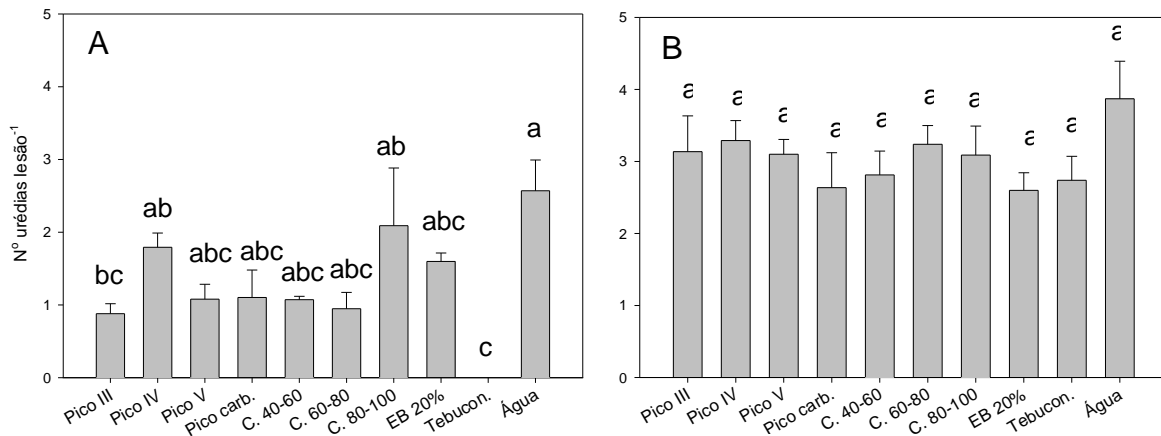 A
Nº urédias lesão-1
5
4
3
2
1
0
bc
ab
abc
abc
abc
abc
ab
abc
c
a
Pico III
Pico IV
Pico V
Pico carb.
C. 40-60
C. 60-80
C. 80-100
EB 20%
Tebucon.
Água
B
5
4
3
2
1
0
a
a
a
a
a
a
a
a
a
a
Pico III
Pico IV
Pico V
Pico carb.
C. 40-60
C. 60-80
C. 80-100
EB 20%
Tebucon.
Água